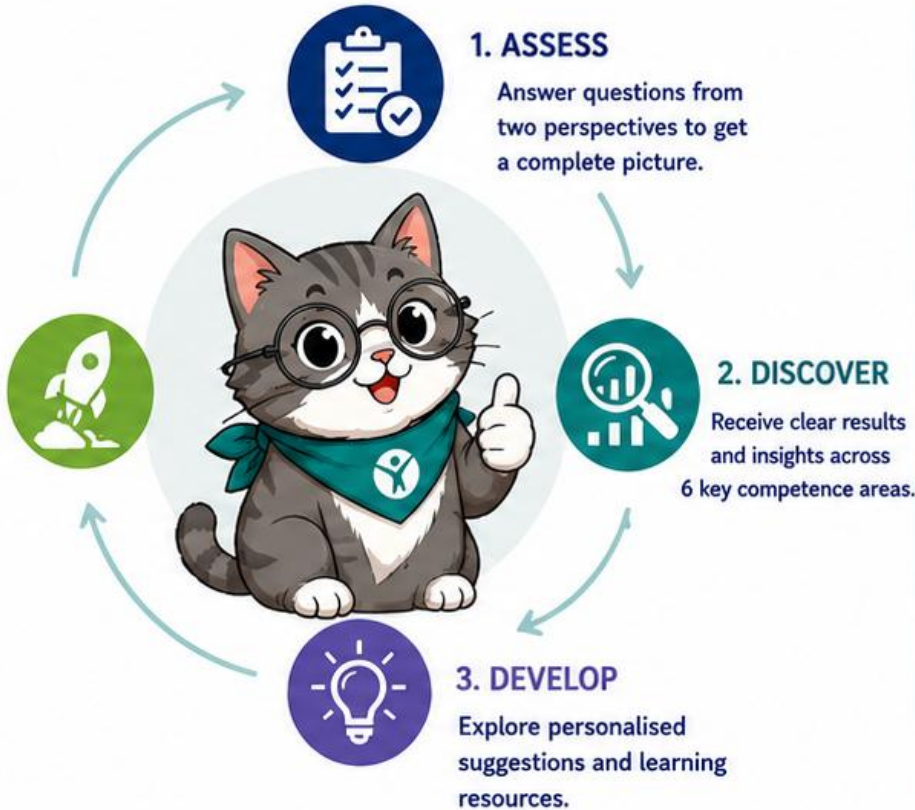 1. ASSESS
Answer questions from
two perspectives to get
a complete picture.
2. DISCOVER
Receive clear results
and insights across
6 key competence areas.
3. DEVELOP
Explore personalised
suggestions and learning
resources.